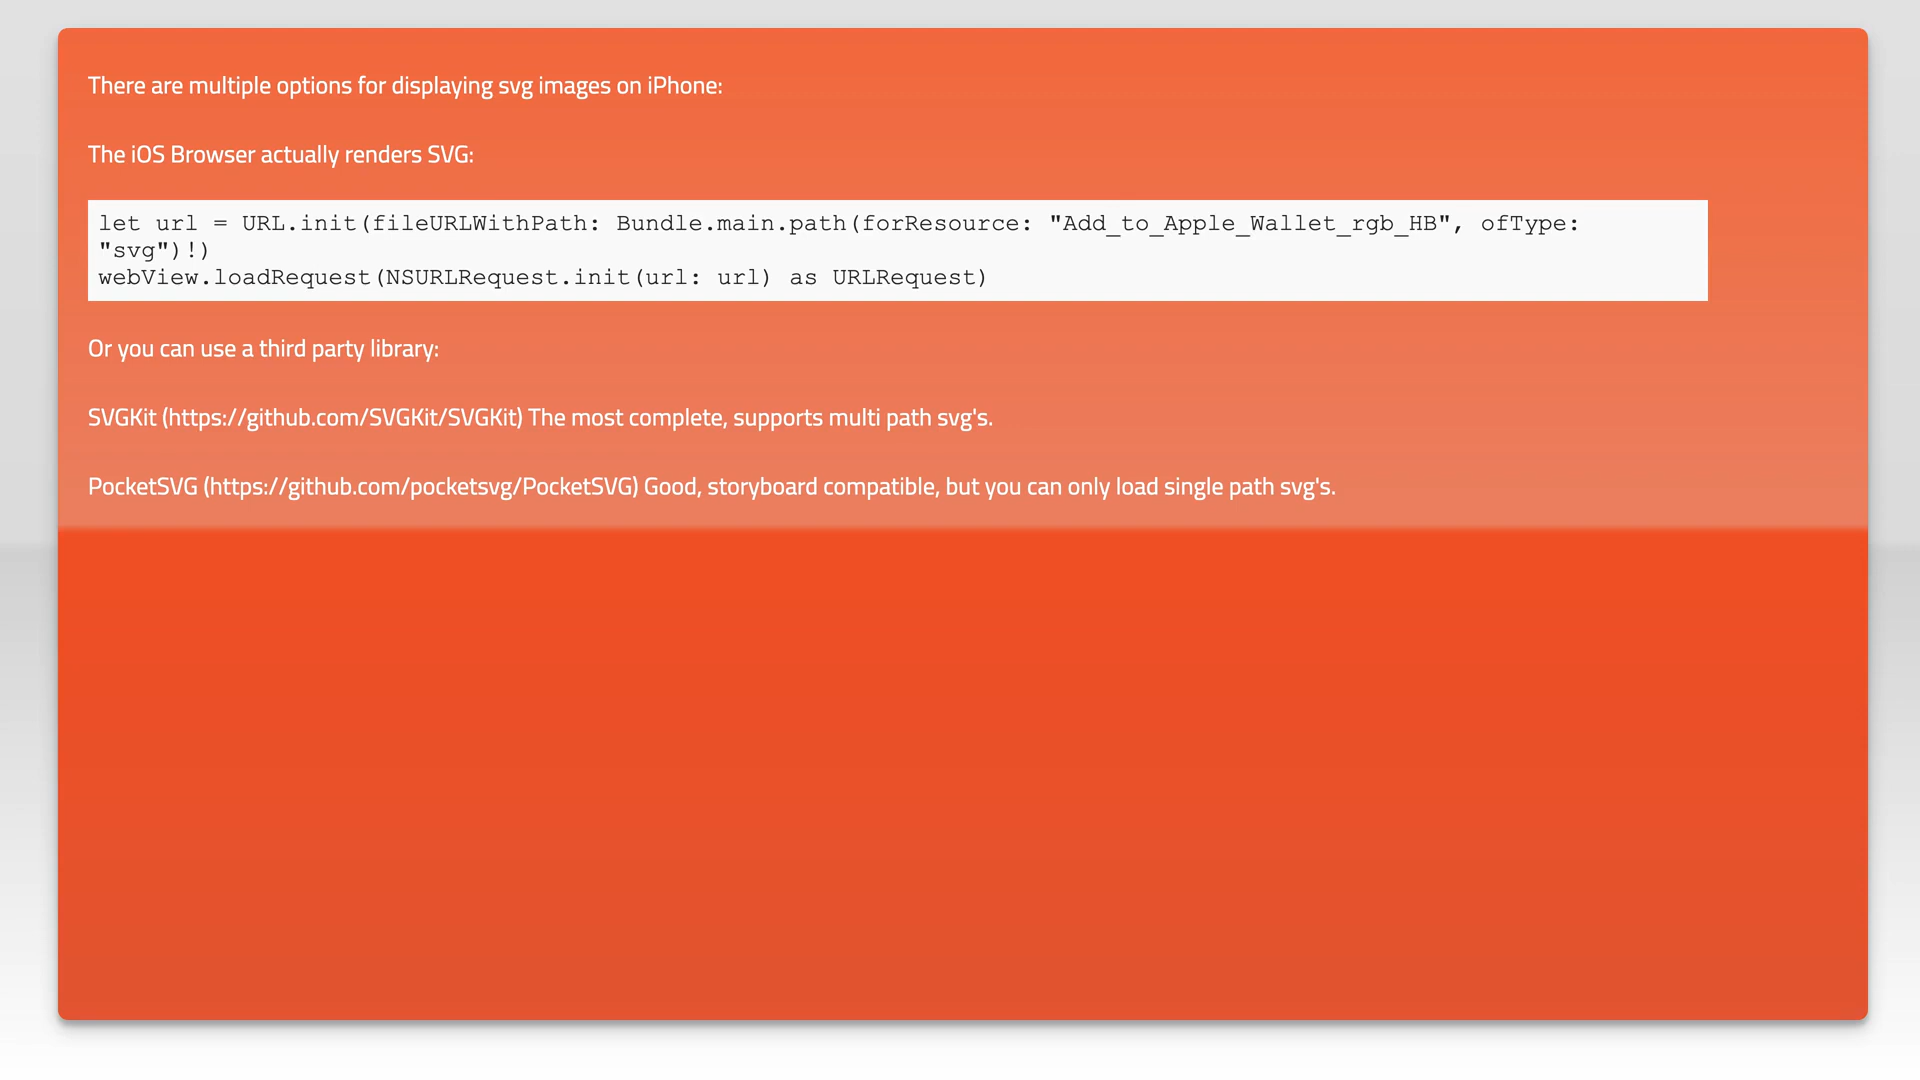 There are multiple options for displaying svg images on iPhone:
The iOS Browser actually renders SVG:
let url = URL.init(fileURLWithPath: Bundle.main.path(forResource: "Add_to_Apple_Wallet_rgb_HB", ofType:
"svg")!)
webView.loadRequest(NSURLRequest.init(url: url) as URLRequest)
Or you can use a third party library:
SVGKit (https://github.com/SVGKit/SVGKit) The most complete, supports multi path svg's.
PocketSVG (https://github.com/pocketsvg/PocketSVG) Good, storyboard compatible, but you can only load single path svg's.